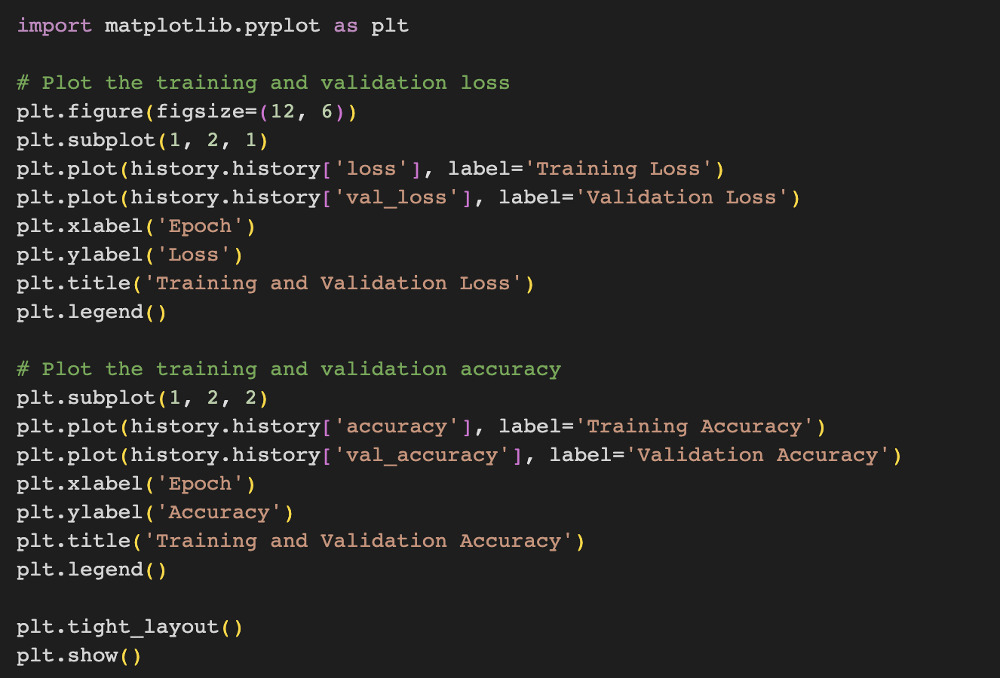 import matplotlib.pyplot as plt
# Plot the training and validation loss
plt.figure(figsize=(12, 6))
plt.subplot(1, 2, 1)
plt.plot(history.history['loss'], label='Training Loss')
plt.plot(history.history['val_loss'], label='Validation Loss')
plt.xlabel('Epoch')
plt.ylabel('Loss')
plt.title('Training and Validation Loss')
plt.legend()
# Plot the training and validation accuracy
plt.subplot(1, 2, 2)
plt.plot(history.history['accuracy'], label='Training Accuracy')
plt.plot(history.history['val_accuracy'], label='Validation Accuracy')
plt.xlabel('Epoch')
plt.ylabel('Accuracy')
plt.title('Training and Validation Accuracy')
plt.legend()
plt.tight_layout()
plt.show()